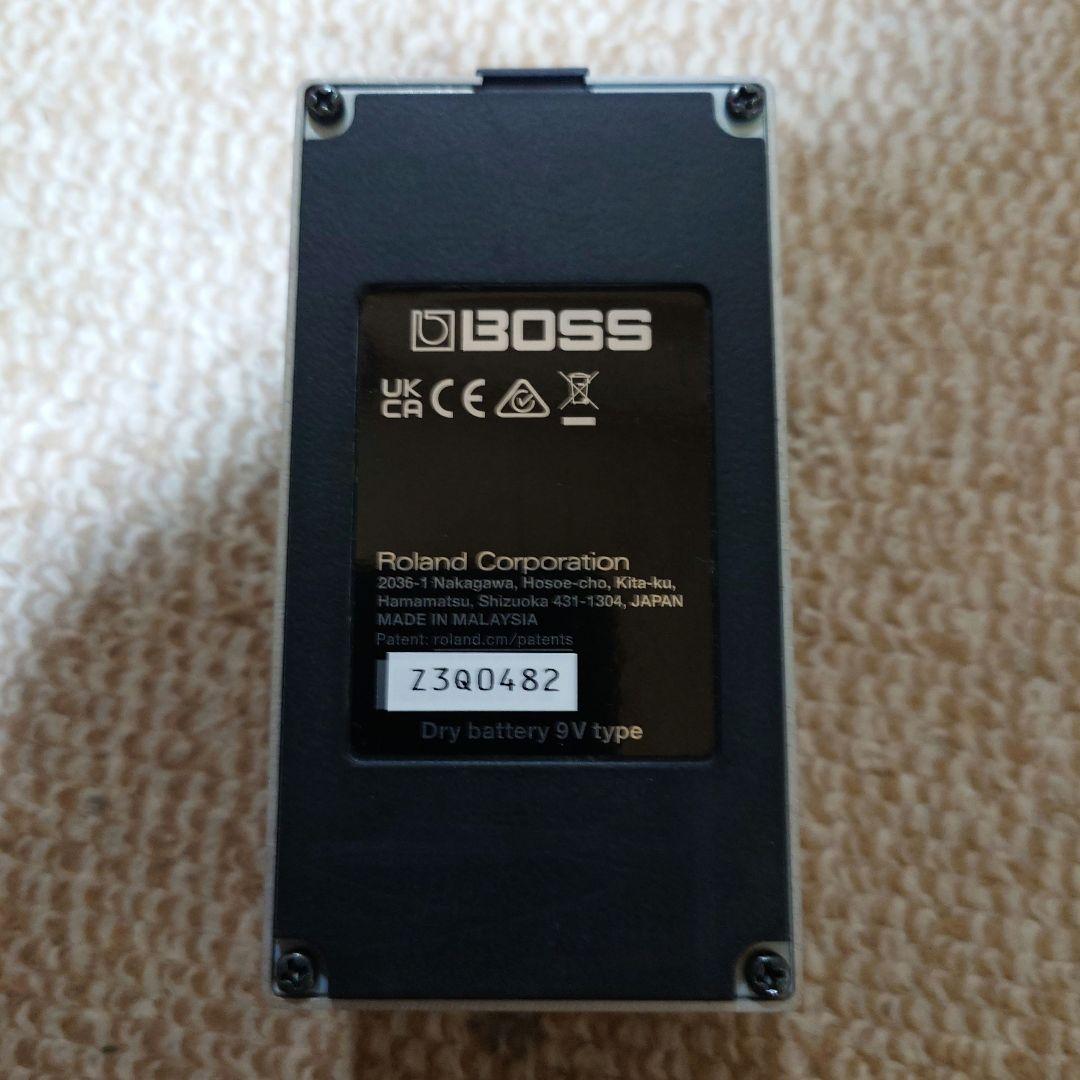 BOSS
UK
CA CE
Roland Corporation
2036-1 Nakagawa, Hosoe-cho, Kita-ku,
Hamamatsu, Shizuoka 431-1304, JAPAN
MADE IN MALAYSIA
Patent: roland.cm/patents
Z3Q0482
Dry battery 9V type